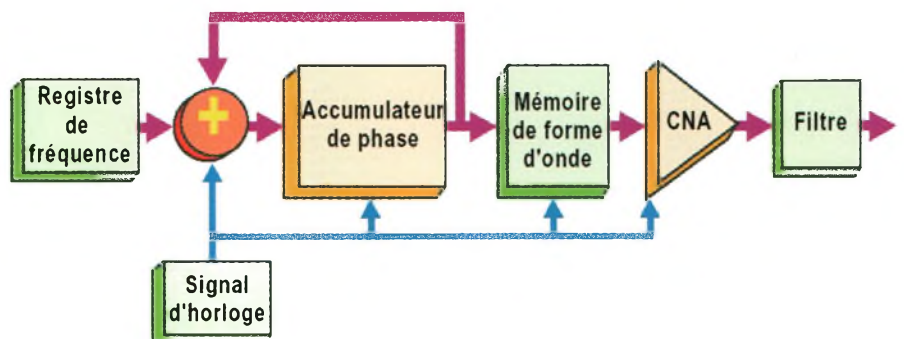 Registre
de
fréquence
+
Accumulateur
de phase
Mémoire
de forme
d'onde
CNA
Filtre
Signal
d'horloge